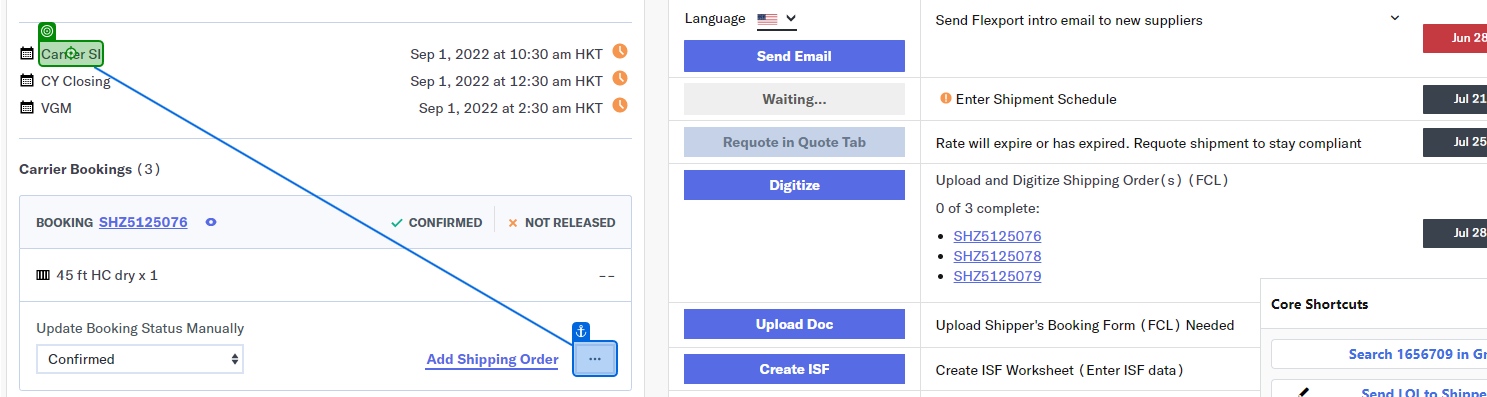 Carrier SI
Sep 1, 2022 at 10:30 am HKT
CY Closing
Sep 1, 2022 at 12:30 am HKT
VGM
Sep 1, 2022 at 2:30 am HKT
Carrier Bookings (3)
BOOKING SHZ5125076
CONFIRMED
NOT RELEASED
45 ft HC dry x 1
--
Update Booking Status Manually
Confirmed
Add Shipping Order
...
Language
Send Email
Send Flexport intro email to new suppliers
Jun 28
Waiting...
Enter Shipment Schedule
Jul 21
Requote in Quote Tab
Rate will expire or has expired. Requote shipment to stay compliant
Jul 25
Digitize
Upload and Digitize Shipping Order(s) (FCL)
0 of 3 complete:
SHZ5125076
SHZ5125078
SHZ5125079
Jul 28
Upload Doc
Upload Shipper's Booking Form (FCL) Needed
Create ISF
Create ISF Worksheet (Enter ISF data)
Core Shortcuts
Search 1656709 in Gr
Send LOI to Shippe